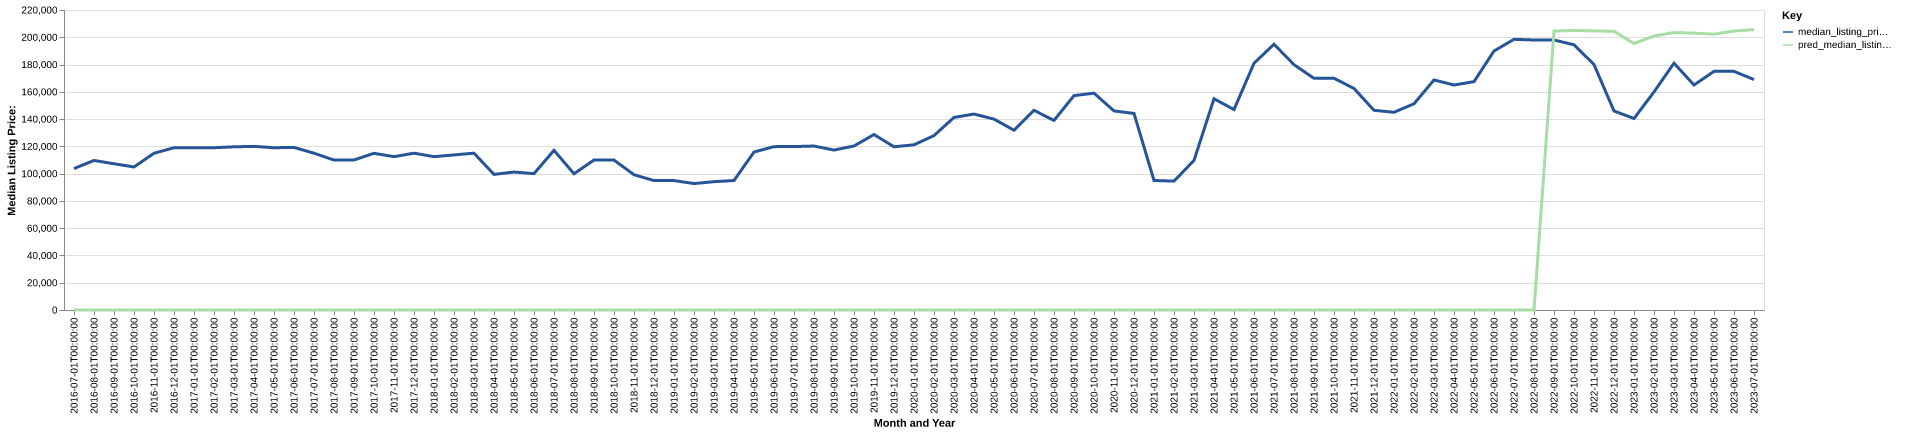 220,000
200,000
180,000
160,000
140,000
120,000
100,000
80,000
60,000
40,000
20,000
0
Median Listing Price:
2016-07-01T00:00:00
2016-08-01T00:00:00
2016-09-01T00:00:00
2016-10-01T00:00:00
2016-11-01T00:00:00
2016-12-01T00:00:00
2017-01-01T00:00:00
2017-02-01T00:00:00
2017-03-01T00:00:00
2017-04-01T00:00:00
2017-05-01T00:00:00
2017-06-01T00:00:00
2017-07-01T00:00:00
2017-08-01T00:00:00
2017-09-01T00:00:00
2017-10-01T00:00:00
2017-11-01T00:00:00
2017-12-01T00:00:00
2018-01-01T00:00:00
2018-02-01T00:00:00
2018-03-01T00:00:00
2018-04-01T00:00:00
2018-05-01T00:00:00
2018-06-01T00:00:00
2018-07-01T00:00:00
2018-08-01T00:00:00
2018-09-01T00:00:00
2018-10-01T00:00:00
2018-11-01T00:00:00
2018-12-01T00:00:00
2019-01-01T00:00:00
2019-02-01T00:00:00
2019-03-01T00:00:00
2019-04-01T00:00:00
2019-05-01T00:00:00
2019-06-01T00:00:00
2019-07-01T00:00:00
2019-08-01T00:00:00
2019-09-01T00:00:00
2019-10-01T00:00:00
2019-11-01T00:00:00
2019-12-01T00:00:00
2020-01-01T00:00:00
2020-02-01T00:00:00
2020-03-01T00:00:00
2020-04-01T00:00:00
2020-05-01T00:00:00
2020-06-01T00:00:00
2020-07-01T00:00:00
2020-08-01T00:00:00
2020-09-01T00:00:00
2020-10-01T00:00:00
2020-11-01T00:00:00
2020-12-01T00:00:00
2021-01-01T00:00:00
2021-02-01T00:00:00
2021-03-01T00:00:00
2021-04-01T00:00:00
2021-05-01T00:00:00
2021-06-01T00:00:00
2021-07-01T00:00:00
2021-08-01T00:00:00
2021-09-01T00:00:00
2021-10-01T00:00:00
2021-11-01T00:00:00
2021-12-01T00:00:00
2022-01-01T00:00:00
2022-02-01T00:00:00
2022-03-01T00:00:00
2022-04-01T00:00:00
2022-05-01T00:00:00
2022-06-01T00:00:00
2022-07-01T00:00:00
2022-08-01T00:00:00
2022-09-01T00:00:00
2022-10-01T00:00:00
2022-11-01T00:00:00
2022-12-01T00:00:00
2023-01-01T00:00:00
2023-02-01T00:00:00
2023-03-01T00:00:00
2023-04-01T00:00:00
2023-05-01T00:00:00
2023-06-01T00:00:00
2023-07-01T00:00:00
Month and Year
Key
median_listing_pri…
pred_median_listin…